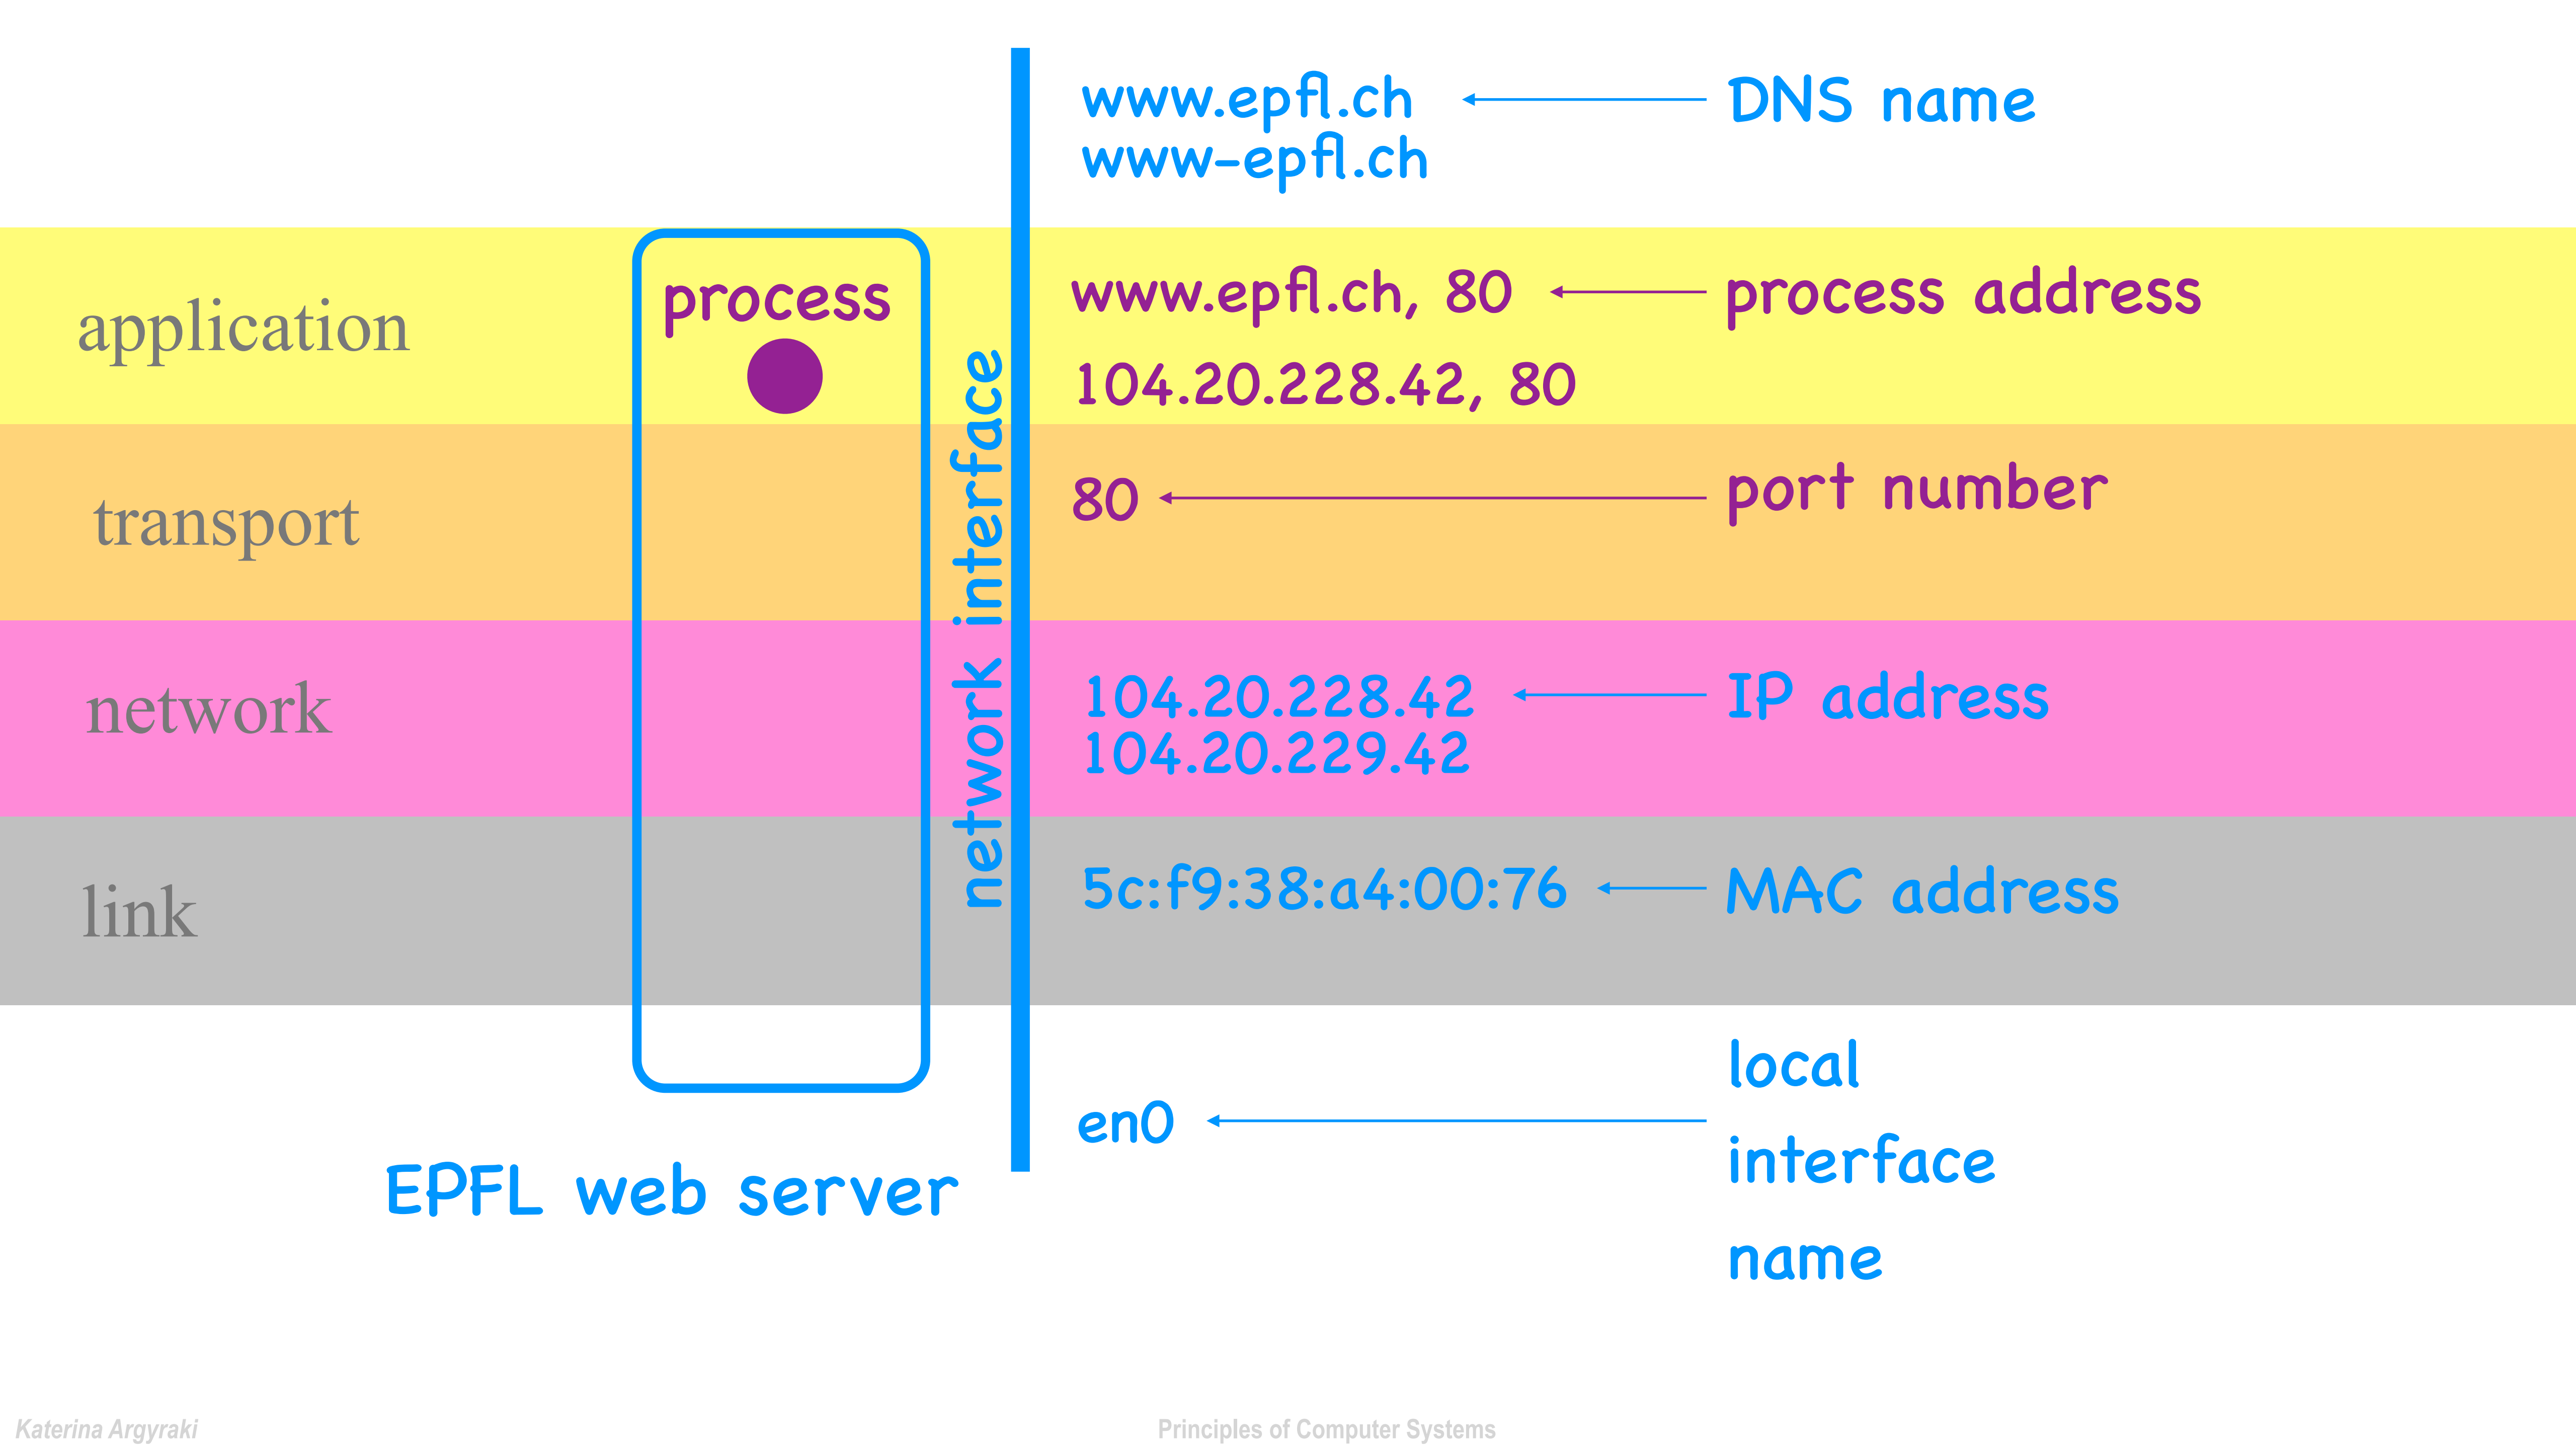 www.epfl.ch
DNS name
www-epfl.ch
application
process
www.epfl.ch, 80
process address
104.20.228.42, 80
transport
80
port number
network interface
network
104.20.228.42
IP address
104.20.229.42
link
5c:f9:38:a4:00:76
MAC address
en0
local
interface
name
EPFL web server
Katerina Argyraki
Principles of Computer Systems